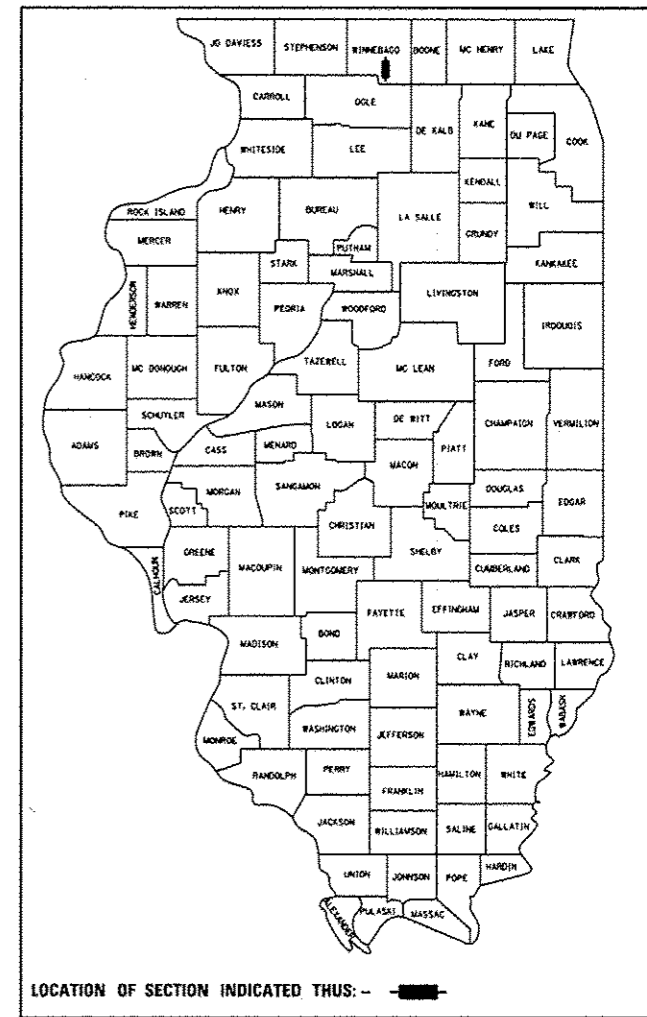 JO DAVIESS STEPHENSON WINNEBAGO BOONE MC HENRY LAKE
CARROLL OGLE DE KALB KANE DU PAGE COOK
WHITESIDE LEE KENDALL WILL
ROCK ISLAND HENRY BUREAU LA SALLE GRUNDY
MERCER PUTNAM KANKAKEE
STARK MARSHALL
HENDERSON WARREN KNOX PEORIA WOODFORD LIVINGSTON IROQUOIS
HANCOCK MC DONOUGH FULTON TAZEWELL MC LEAN FORD
SCHUYLER MASON LOGAN DE WITT CHAMPAIGN VERMILION
ADAMS BROWN CASS MENARD MACON PIATT
PIKE SCOTT MORGAN SANGAMON CHRISTIAN MOULTRIE DOUGLAS EDGAR
COLES
CALHOUN GREENE MACOUPIN MONTGOMERY SHELBY CUMBERLAND CLARK
JERSEY FAYETTE EFFINGHAM JASPER CRAWFORD
MADISON BOND CLAY RICHLAND LAWRENCE
CLINTON MARION
ST. CLAIR WASHINGTON JEFFERSON WAYNE EDWARDS WABASH
MONROE
RANDOLPH PERRY FRANKLIN HAMILTON WHITE
JACKSON WILLIAMSON SALINE GALLATIN
UNION JOHNSON POPE HARDIN
ALEXANDER PULASKI MASSAC
LOCATION OF SECTION INDICATED THUS: -